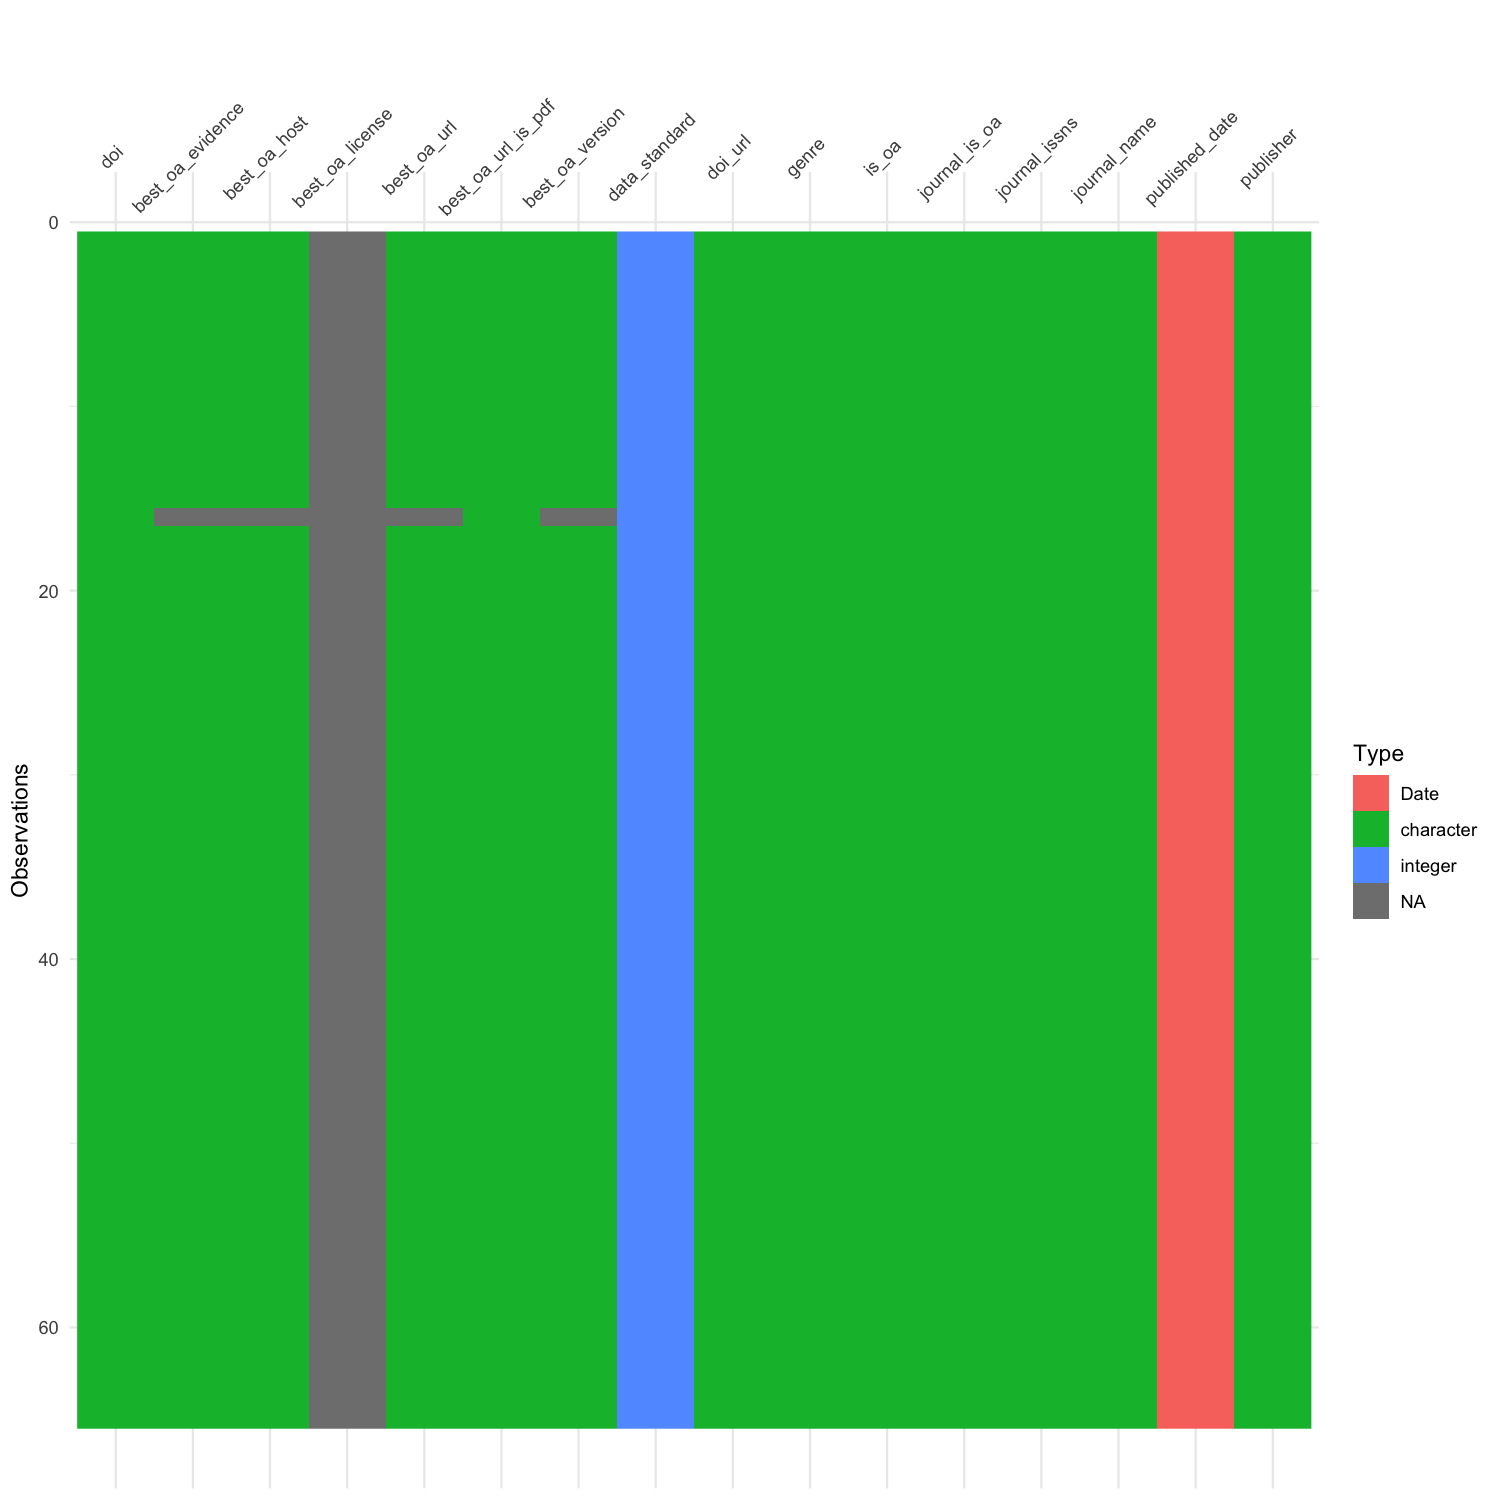 doi
best_oa_evidence
best_oa_host
best_oa_license
best_oa_url
best_oa_url_is_pdf
best_oa_version
data_standard
doi_url
genre
is_oa
journal_is_oa
journal_issns
journal_name
published_date
publisher
0
20
40
60
Observations
Type
Date
character
integer
NA